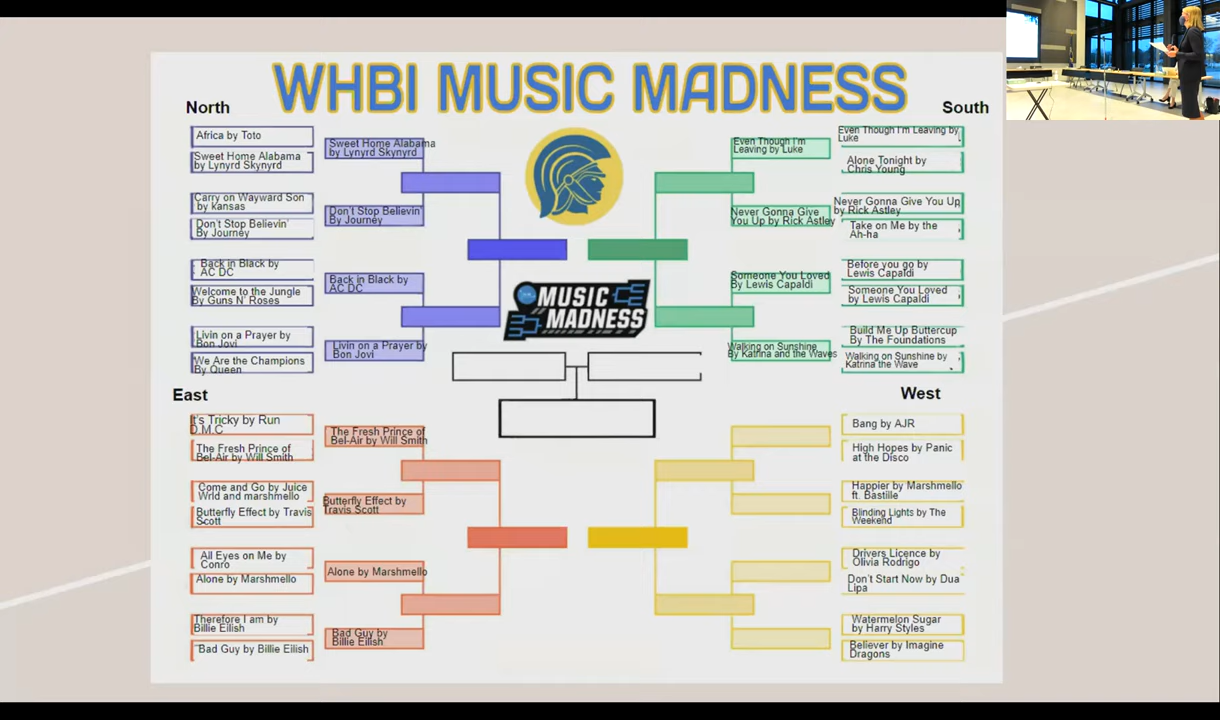 WHBI MUSIC MADNESS
North
South
Africa by Toto
Sweet Home Alabama
by Lynyrd Skynyrd
Carry on Wayward Son
by Kansas
Don't Stop Believin'
By Journey
Back in Black by
AC DC
Welcome to the Jungle
By Guns N' Roses
Livin on a Prayer by
Bon Jovi
We Are the Champions
By Queen
Sweet Home Alabama
by Lynyrd Skynyrd
Don't Stop Believin'
By Journey
Back in Black by
AC DC
Livin on a Prayer by
Bon Jovi
MUSIC
MADNESS
Even Though I'm
Leaving by Luke
Never Gonna Give
You Up by Rick Astley
Someone You Loved
By Lewis Capaldi
Walking on Sunshine
By Katrina and the Waves
Even Though I'm Leaving by
Luke
Alone Tonight by
Chris Young
Never Gonna Give You Up
by Rick Astley
Take on Me by the
Ah-ha
Before you go by
Lewis Capaldi
Someone You Loved
by Lewis Capaldi
Build Me Up Buttercup
By The Foundations
Walking on Sunshine by
Katrina the Wave
East
West
It's Tricky by Run
D.M.C
The Fresh Prince of
Bel-Air by Will Smith
Come and Go by Juice
Wrld and marshmello
Butterfly Effect by Travis
Scott
All Eyes on Me by
Conro
Alone by Marshmello
Therefore I am by
Billie Eilish
Bad Guy by Billie Eilish
The Fresh Prince of
Bel-Air by Will Smith
Butterfly Effect by
Travis Scott
Alone by Marshmello
Bad Guy by
Billie Eilish
Bang by AJR
High Hopes by Panic
at the Disco
Happier by Marshmello
ft. Bastille
Blinding Lights by The
Weekend
Drivers Licence by
Olivia Rodrigo
Don't Start Now by Dua
Lipa
Watermelon Sugar
by Harry Styles
Believer by Imagine
Dragons